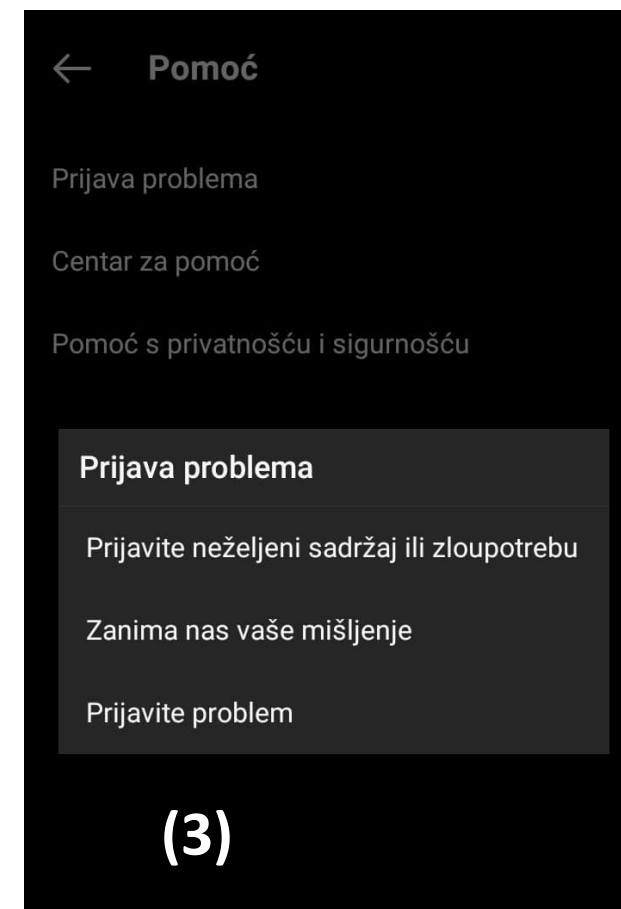 Pomoć
Prijava problema
Centar za pomoć
Pomoć s privatnošću i sigurnošću
Prijava problema
Prijavite neželjeni sadržaj ili zloupotrebu
Zanima nas vaše mišljenje
Prijavite problem
(3)